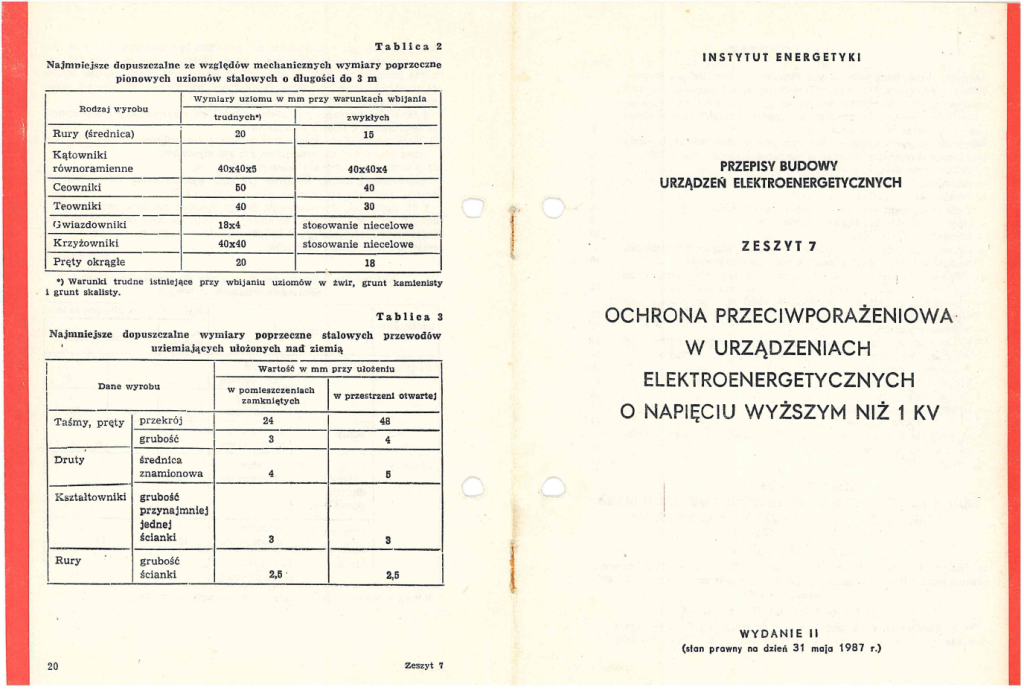 Tablica 2
Najmniejsze dopuszczalne ze względów mechanicznych wymiary poprzeczne
pionowych uziomów stalowych o długości do 3 m
Rodzaj wyrobu
Wymiary uziomu w mm przy warunkach wbijania
trudnych*) zwykłych
Rury (średnica) 20 15
Kątowniki
równoramienne 40x40x5 40x40x4
Ceowniki 50 40
Teowniki 40 30
Gwiazdowniki 18x4 stosowanie niecelowe
Krzyżowniki 40x40 stosowanie niecelowe
Pręty okrągłe 20 18
*) Warunki trudne istniejące przy wbijaniu uziomów w żwir, grunt kamienisty
i grunt skalisty.
Tablica 3
Najmniejsze dopuszczalne wymiary poprzeczne stalowych przewodów
uziemiających ułożonych nad ziemią
Dane wyrobu
Wartość w mm przy ułożeniu
w pomieszczeniach
zamkniętych
w przestrzeni otwartej
Taśmy, pręty przekrój 24 48
grubość 3 4
Druty średnica
znamionowa 4 5
Kształtowniki grubość
przynajmniej
jednej
ścianki 3 3
Rury grubość
ścianki 2,5 2,5
20 Zeszyt 7
INSTYTUT ENERGETYKI
PRZEPISY BUDOWY
URZĄDZEŃ ELEKTROENERGETYCZNYCH
ZESZYT 7
OCHRONA PRZECIWPORAŻENIOWA
W URZĄDZENIACH
ELEKTROENERGETYCZNYCH
O NAPIĘCIU WYŻSZYM NIŻ 1 KV
WYDANIE II
(stan prawny na dzień 31 maja 1987 r.)